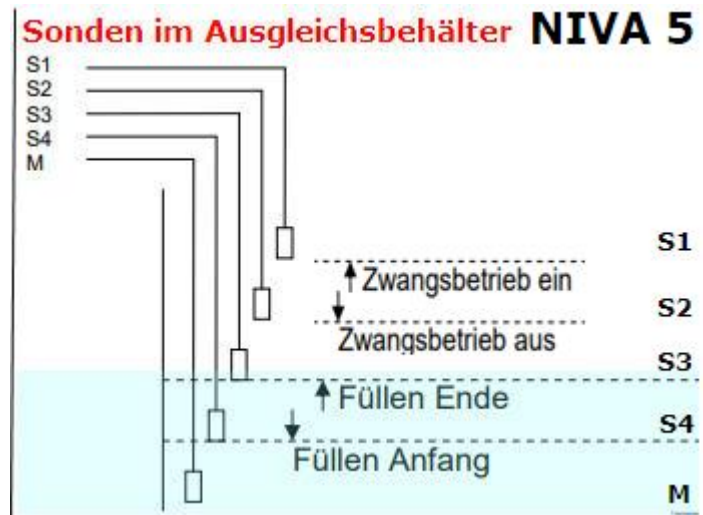 Sonden im Ausgleichsbehälter NIVA 5
S1
S2
S3
S4
M
S1
Zwangsbetrieb ein
S2
Zwangsbetrieb aus
S3
Füllen Ende
S4
Füllen Anfang
M